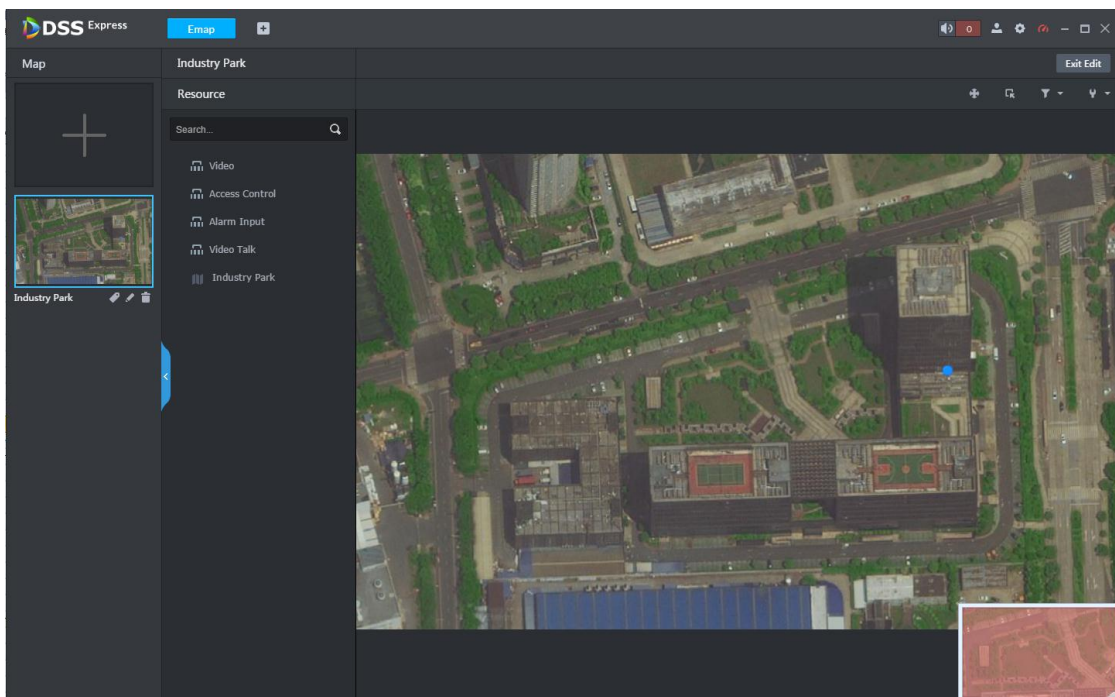 DSS Express
Emap
0
Map
Industry Park
Exit Edit
Resource
Search...
Video
Access Control
Alarm Input
Video Talk
Industry Park
Industry Park